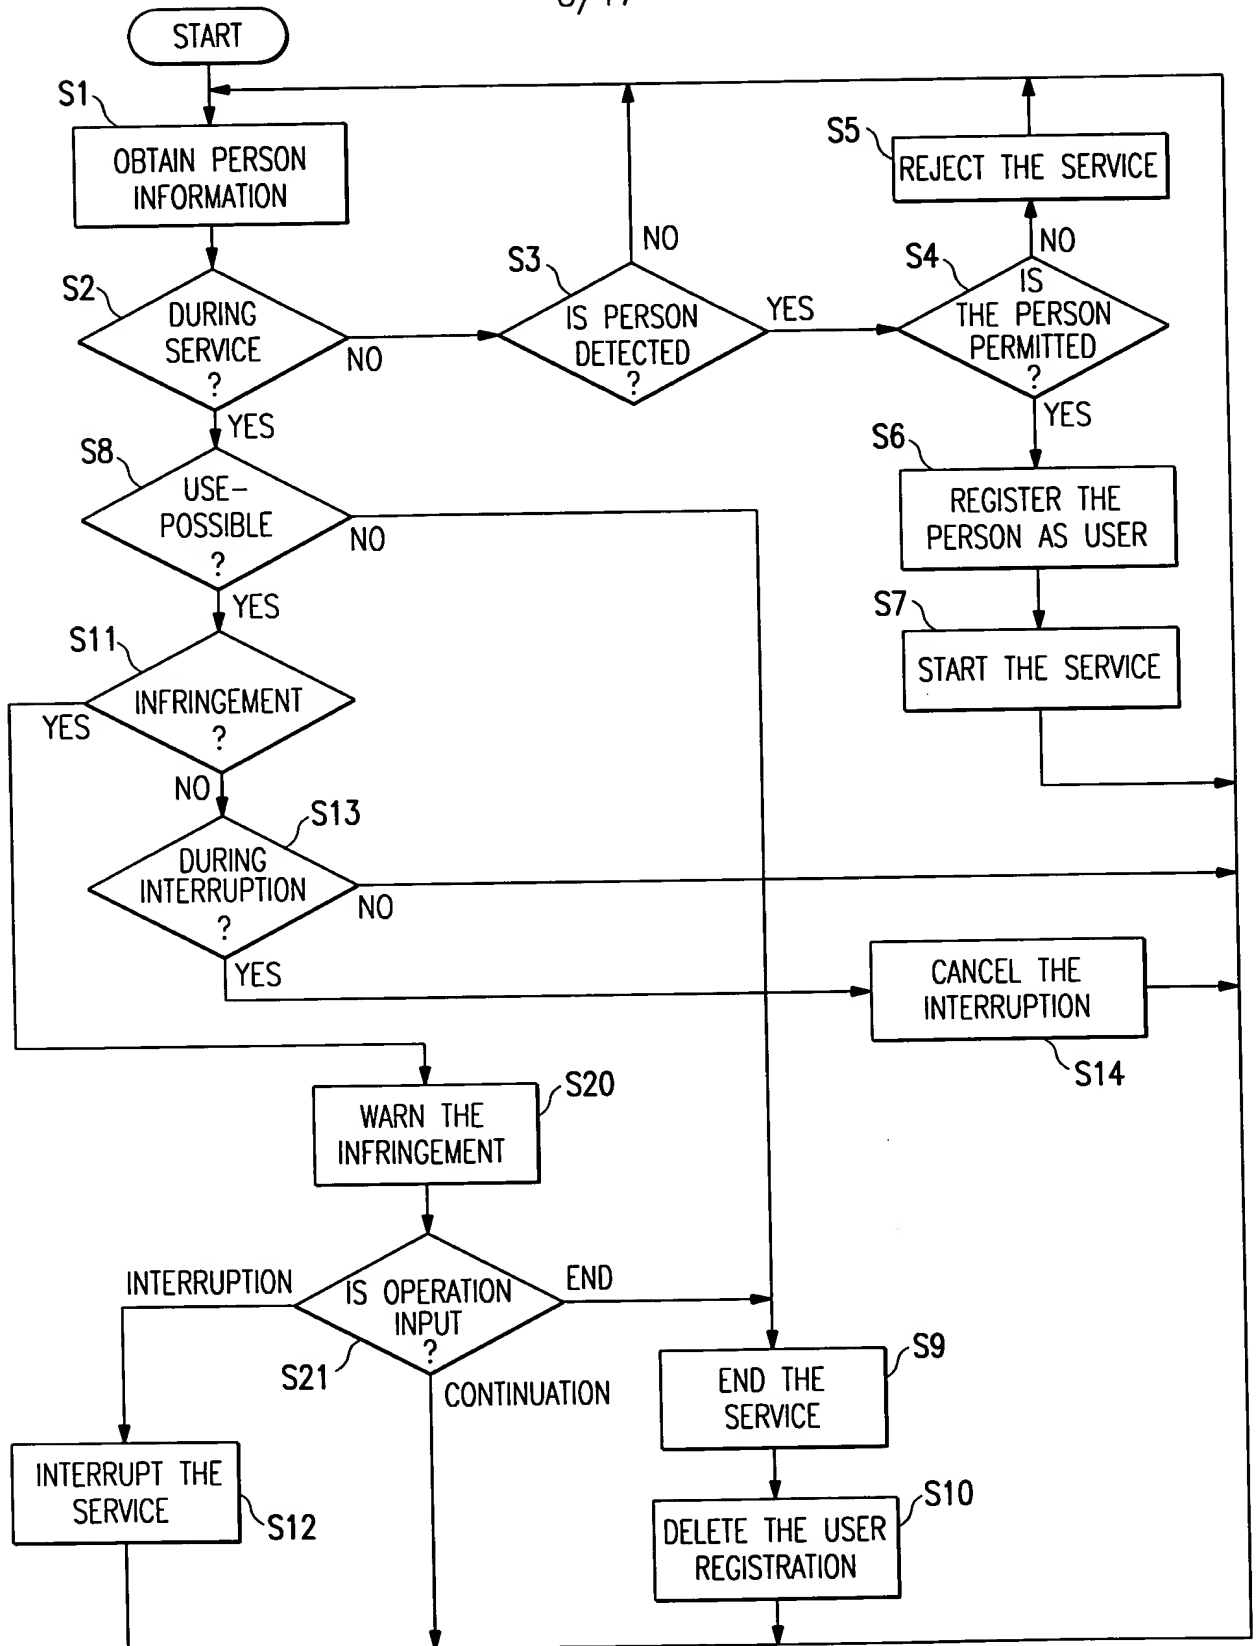 START
S1
OBTAIN PERSON
INFORMATION
S5
REJECT THE SERVICE
NO
S2
DURING
SERVICE
?
NO
S3
IS PERSON
DETECTED
?
YES
NO
S4
IS
THE PERSON
PERMITTED
?
YES
YES
S8
USE-
POSSIBLE
?
NO
S6
REGISTER THE
PERSON AS USER
YES
S7
START THE SERVICE
S11
INFRINGEMENT
?
YES
NO
S13
DURING
INTERRUPTION
?
NO
YES
CANCEL THE
INTERRUPTION
S14
S20
WARN THE
INFRINGEMENT
INTERRUPTION
IS OPERATION
INPUT
?
END
S21
CONTINUATION
S9
END THE
SERVICE
INTERRUPT THE
SERVICE
S12
S10
DELETE THE USER
REGISTRATION